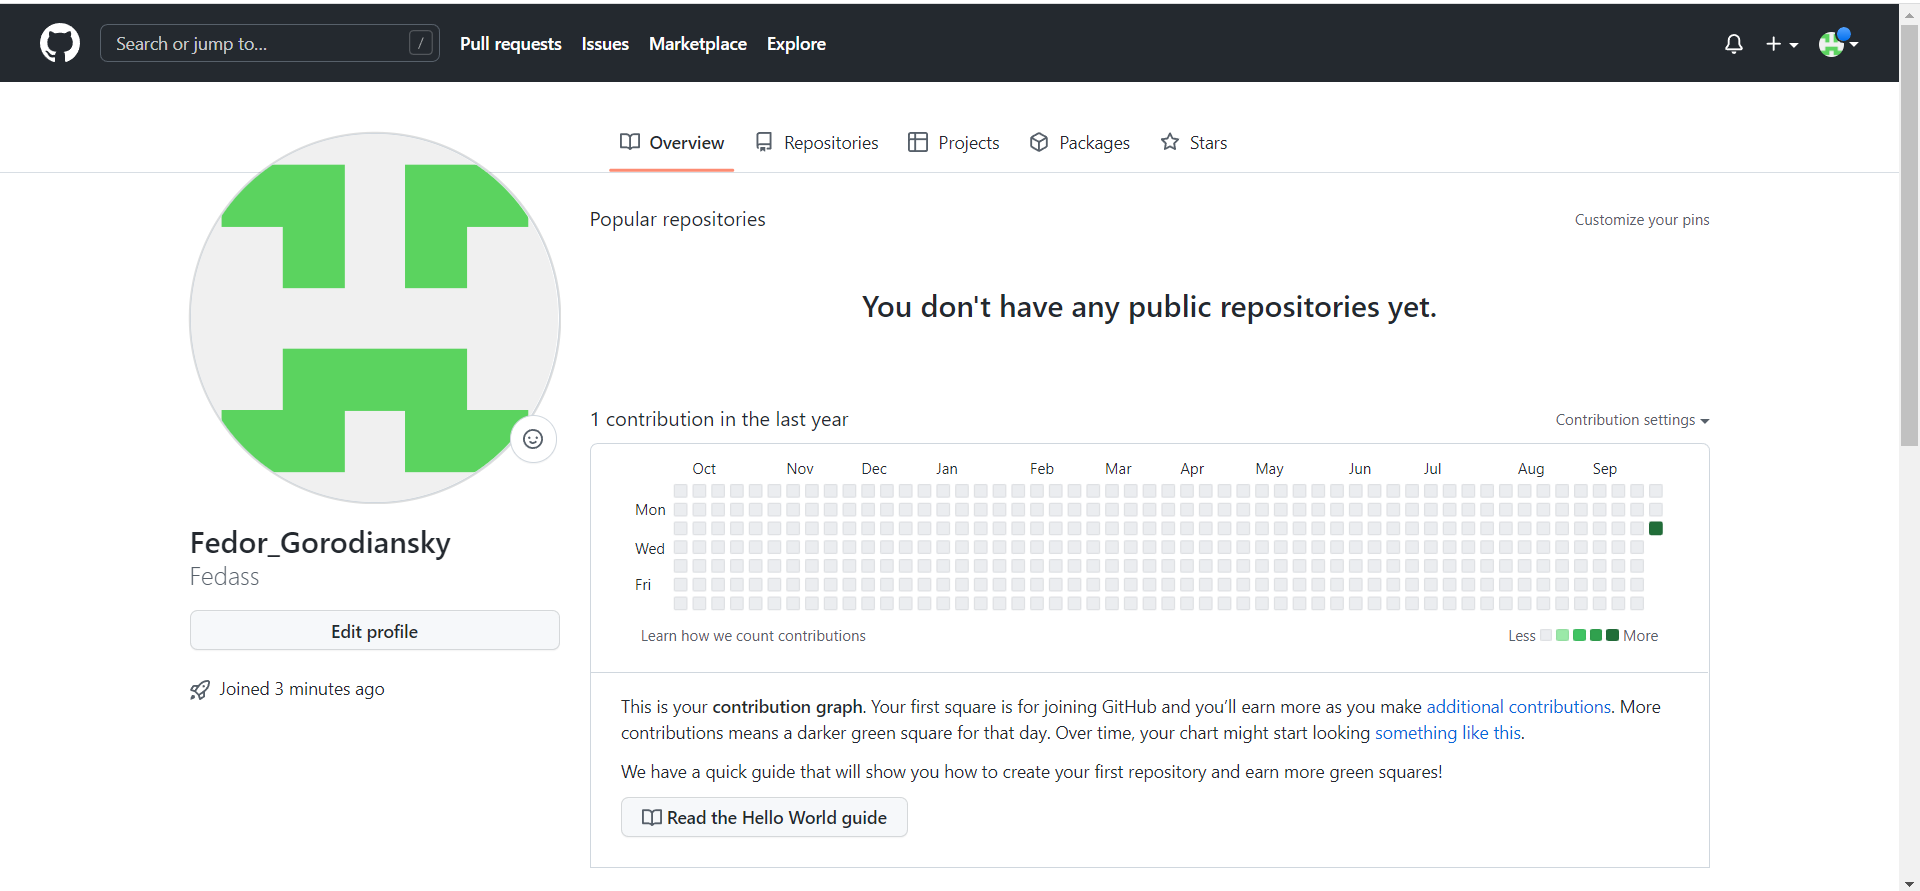 Search or jump to... / Pull requests Issues Marketplace Explore
Overview Repositories Projects Packages Stars
Popular repositories Customize your pins
You don't have any public repositories yet.
1 contribution in the last year Contribution settings
Oct Nov Dec Jan Feb Mar Apr May Jun Jul Aug Sep
Mon
Wed
Fri
Learn how we count contributions Less More
Fedor_Gorodiansky
Fedass
Edit profile
Joined 3 minutes ago
This is your contribution graph. Your first square is for joining GitHub and you’ll earn more as you make additional contributions. More
contributions means a darker green square for that day. Over time, your chart might start looking something like this.
We have a quick guide that will show you how to create your first repository and earn more green squares!
Read the Hello World guide